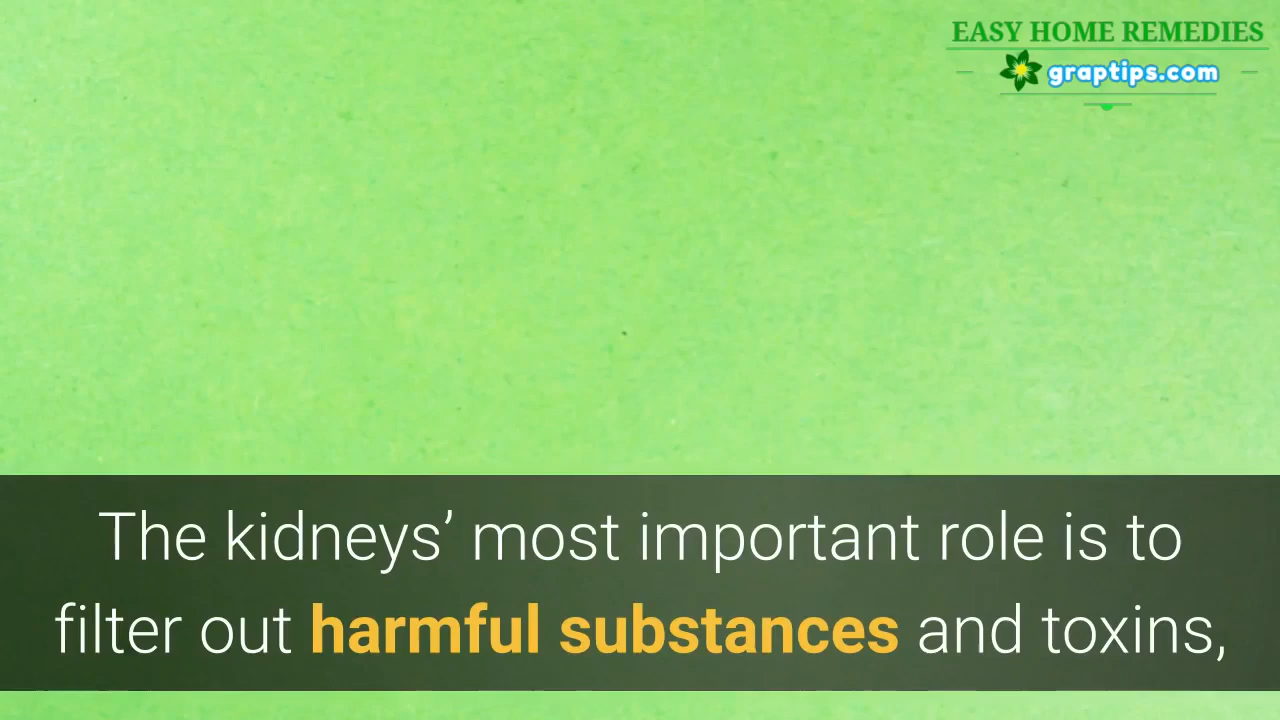 EASY HOME REMEDIES
graptips.com
The kidneys’ most important role is to
filter out harmful substances and toxins,